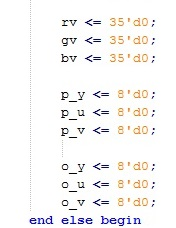 rv <= 35'd0;
gv <= 35'd0;
bv <= 35'd0;
p_y <= 8'd0;
p_u <= 8'd0;
p_v <= 8'd0;
o_y <= 8'd0;
o_u <= 8'd0;
o_v <= 8'd0;
end else begin